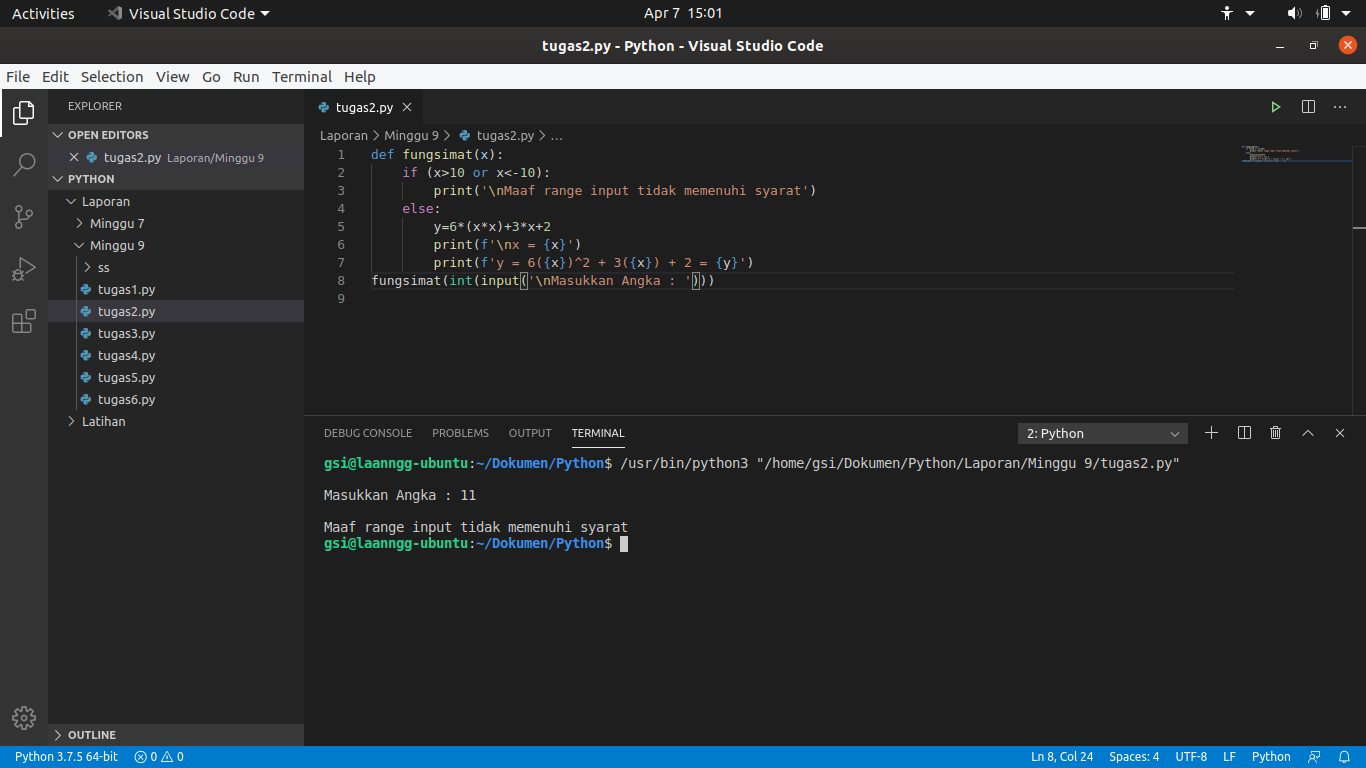 Activities Visual Studio Code Apr 7 15:01
tugas2.py - Python - Visual Studio Code
File Edit Selection View Go Run Terminal Help
EXPLORER
OPEN EDITORS
tugas2.py Laporan/Minggu 9
PYTHON
Laporan
Minggu 7
Minggu 9
ss
tugas1.py
tugas2.py
tugas3.py
tugas4.py
tugas5.py
tugas6.py
Latihan
OUTLINE
tugas2.py
Laporan > Minggu 9 > tugas2.py > ...
1 def fungsimat(x):
2     if (x>10 or x<-10):
3         print('\nMaaf range input tidak memenuhi syarat')
4     else:
5         y=6*(x*x)+3*x+2
6         print(f'\nx = {x}')
7         print(f'y = 6({x})^2 + 3({x}) + 2 = {y}')
8 fungsimat(int(input('\nMasukkan Angka : ')))
9
DEBUG CONSOLE PROBLEMS OUTPUT TERMINAL 2: Python
gsi@laanngg-ubuntu:~/Dokumen/Python$ /usr/bin/python3 "/home/gsi/Dokumen/Python/Laporan/Minggu 9/tugas2.py"
Masukkan Angka : 11
Maaf range input tidak memenuhi syarat
gsi@laanngg-ubuntu:~/Dokumen/Python$
Python 3.7.5 64-bit 0 0 Ln 8, Col 24 Spaces: 4 UTF-8 LF Python